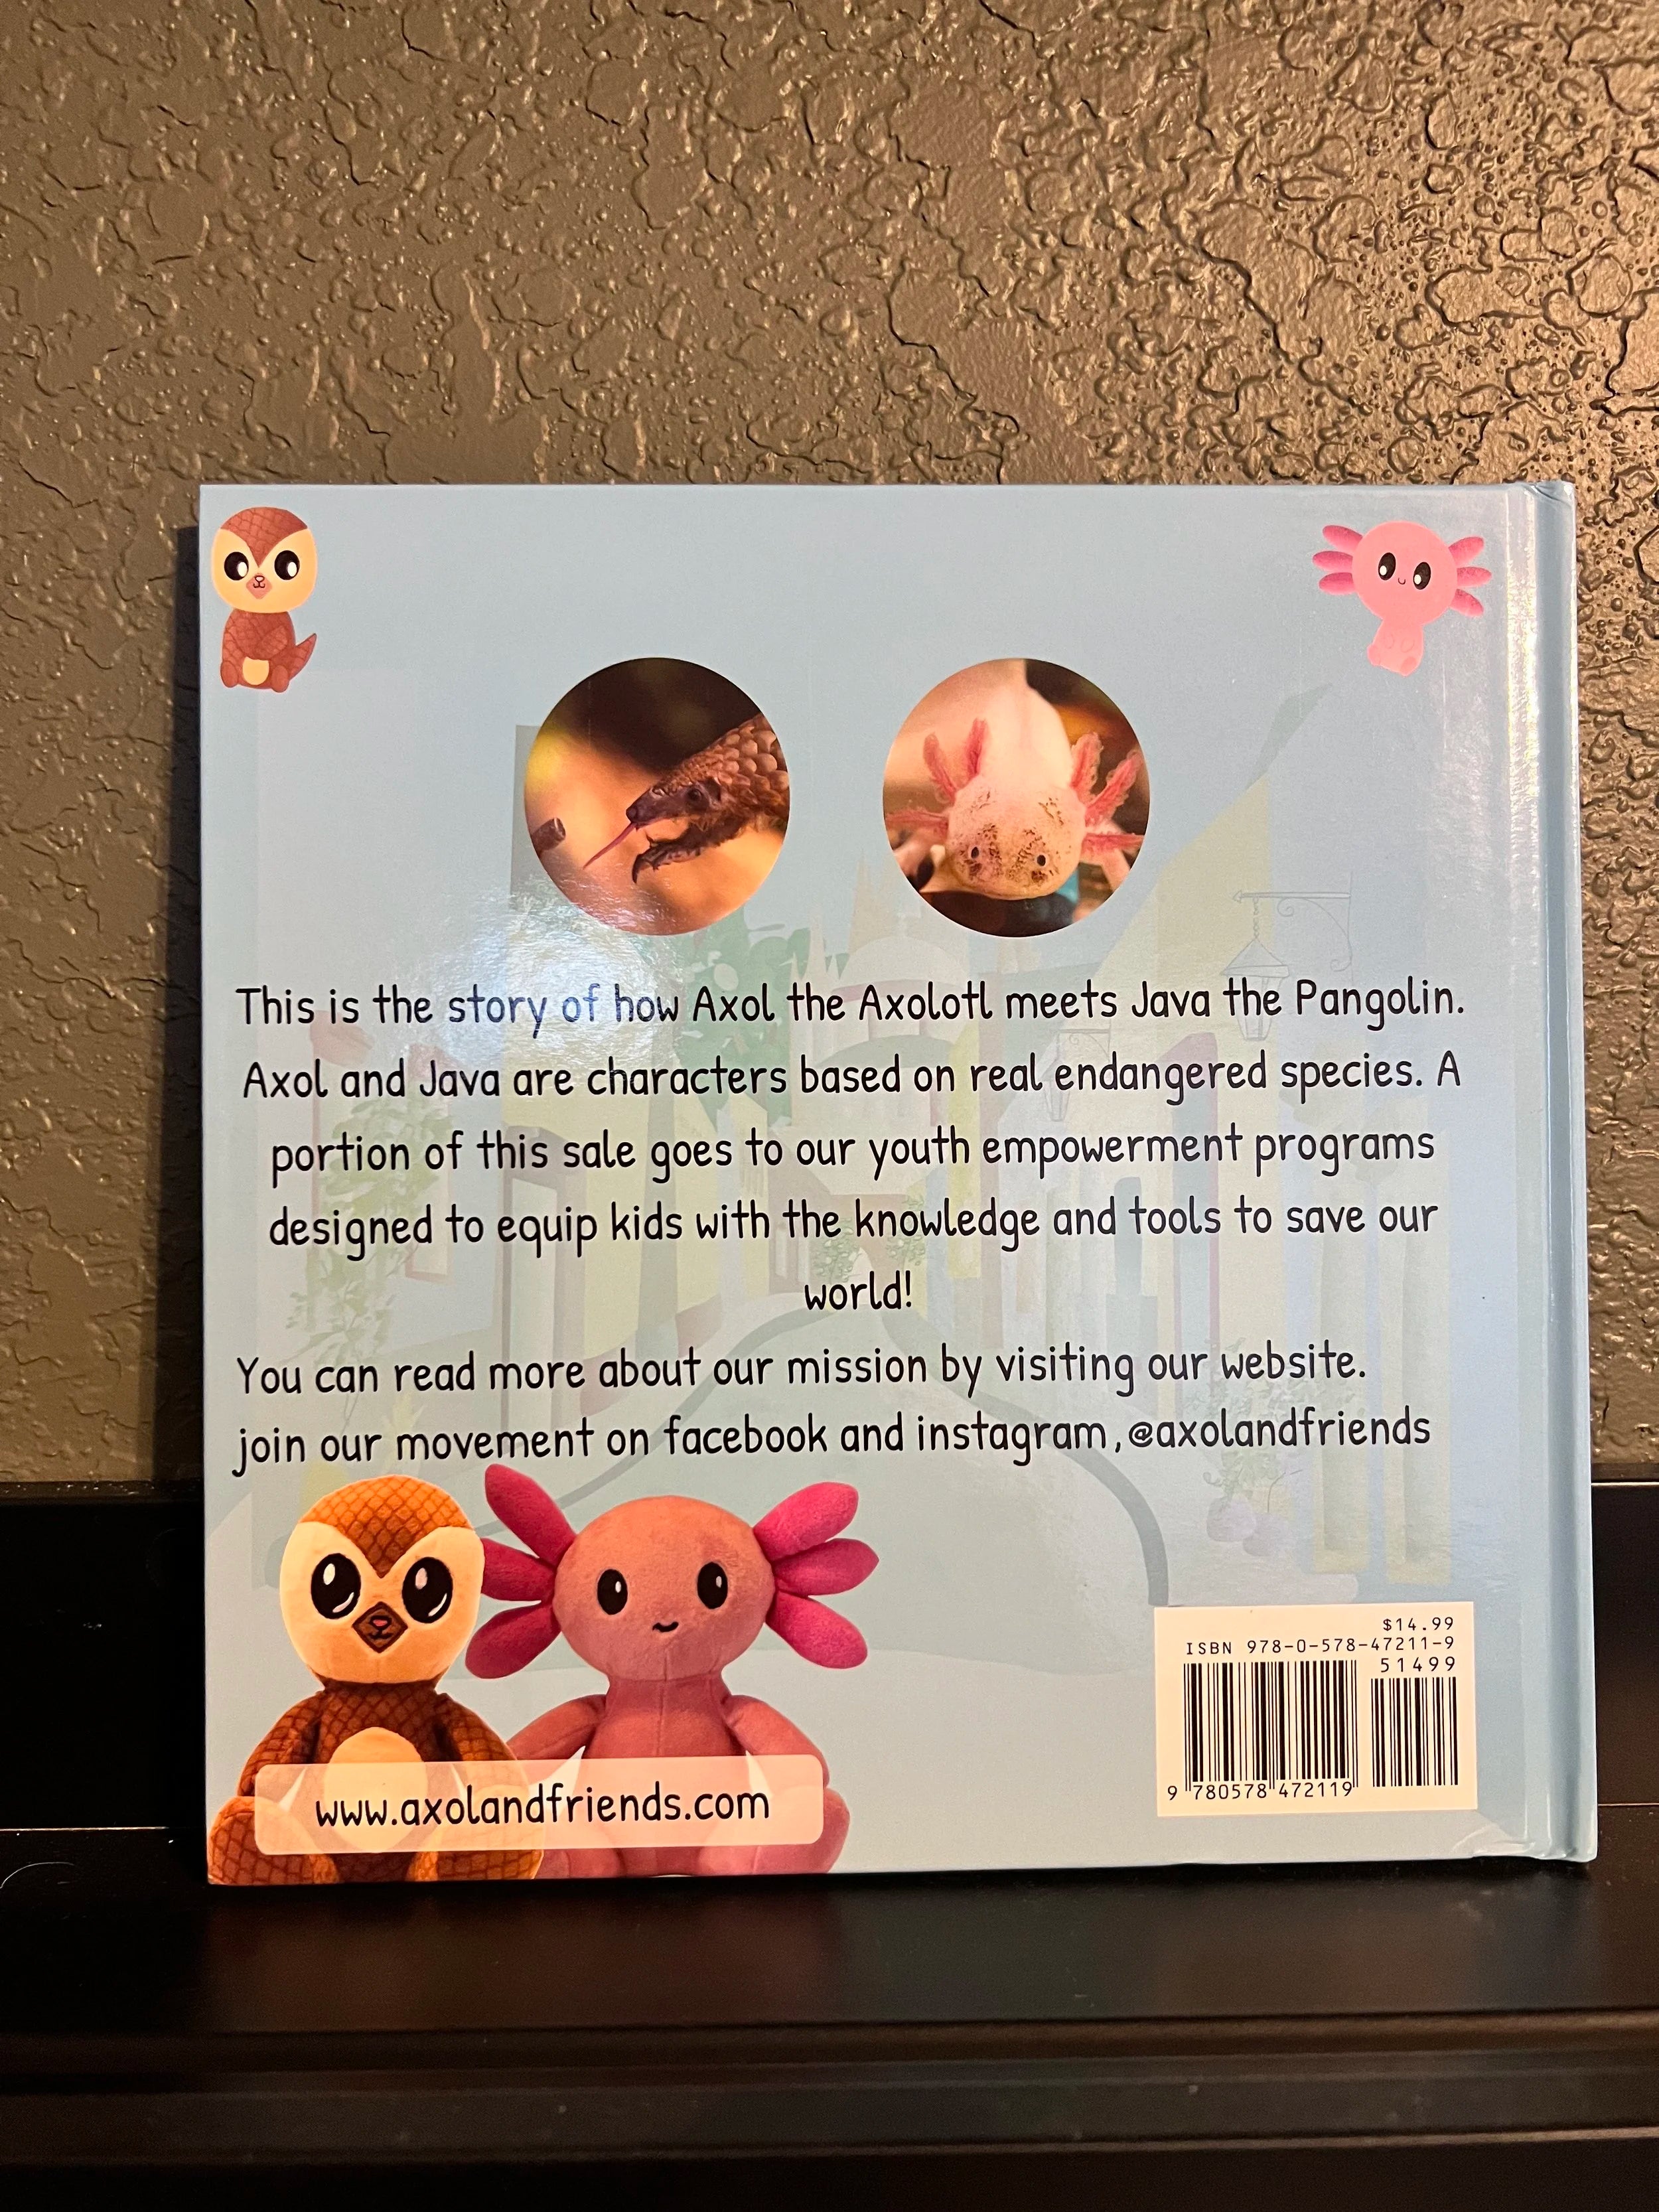 This is the story of how Axol the Axolotl meets Java the Pangolin.
Axol and Java are characters based on real endangered species. A
portion of this sale goes to our youth empowerment programs
designed to equip kids with the knowledge and tools to save our
world!
You can read more about our mission by visiting our website.
join our movement on facebook and instagram, @axolandfriends
www.axolandfriends.com
$14.99
ISBN 978-0-578-47211-9
51499
9 780578 472119